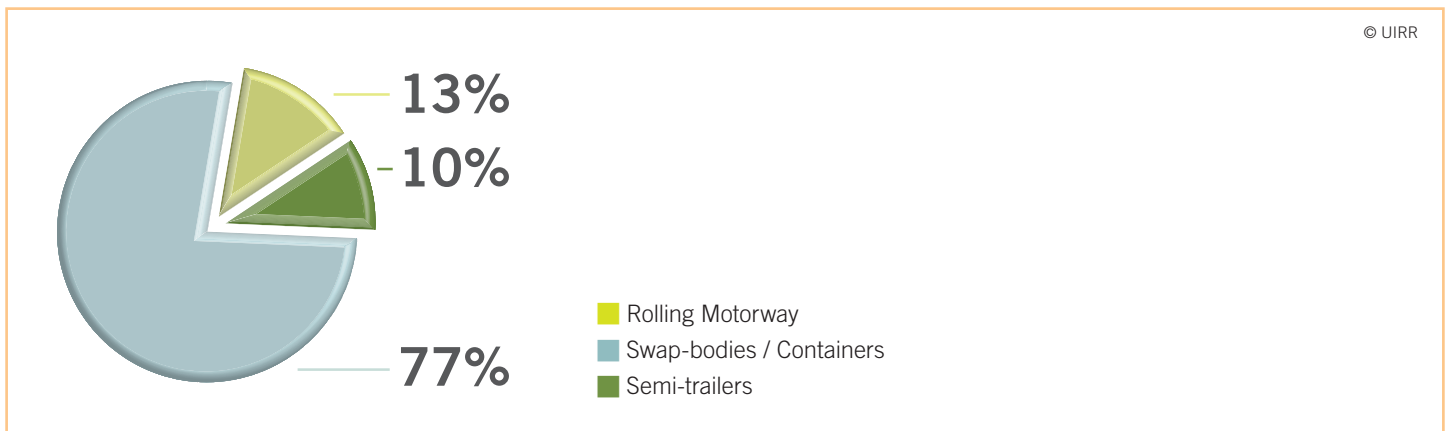 © UIRR
13%
10%
77%
Rolling Motorway
Swap-bodies / Containers
Semi-trailers